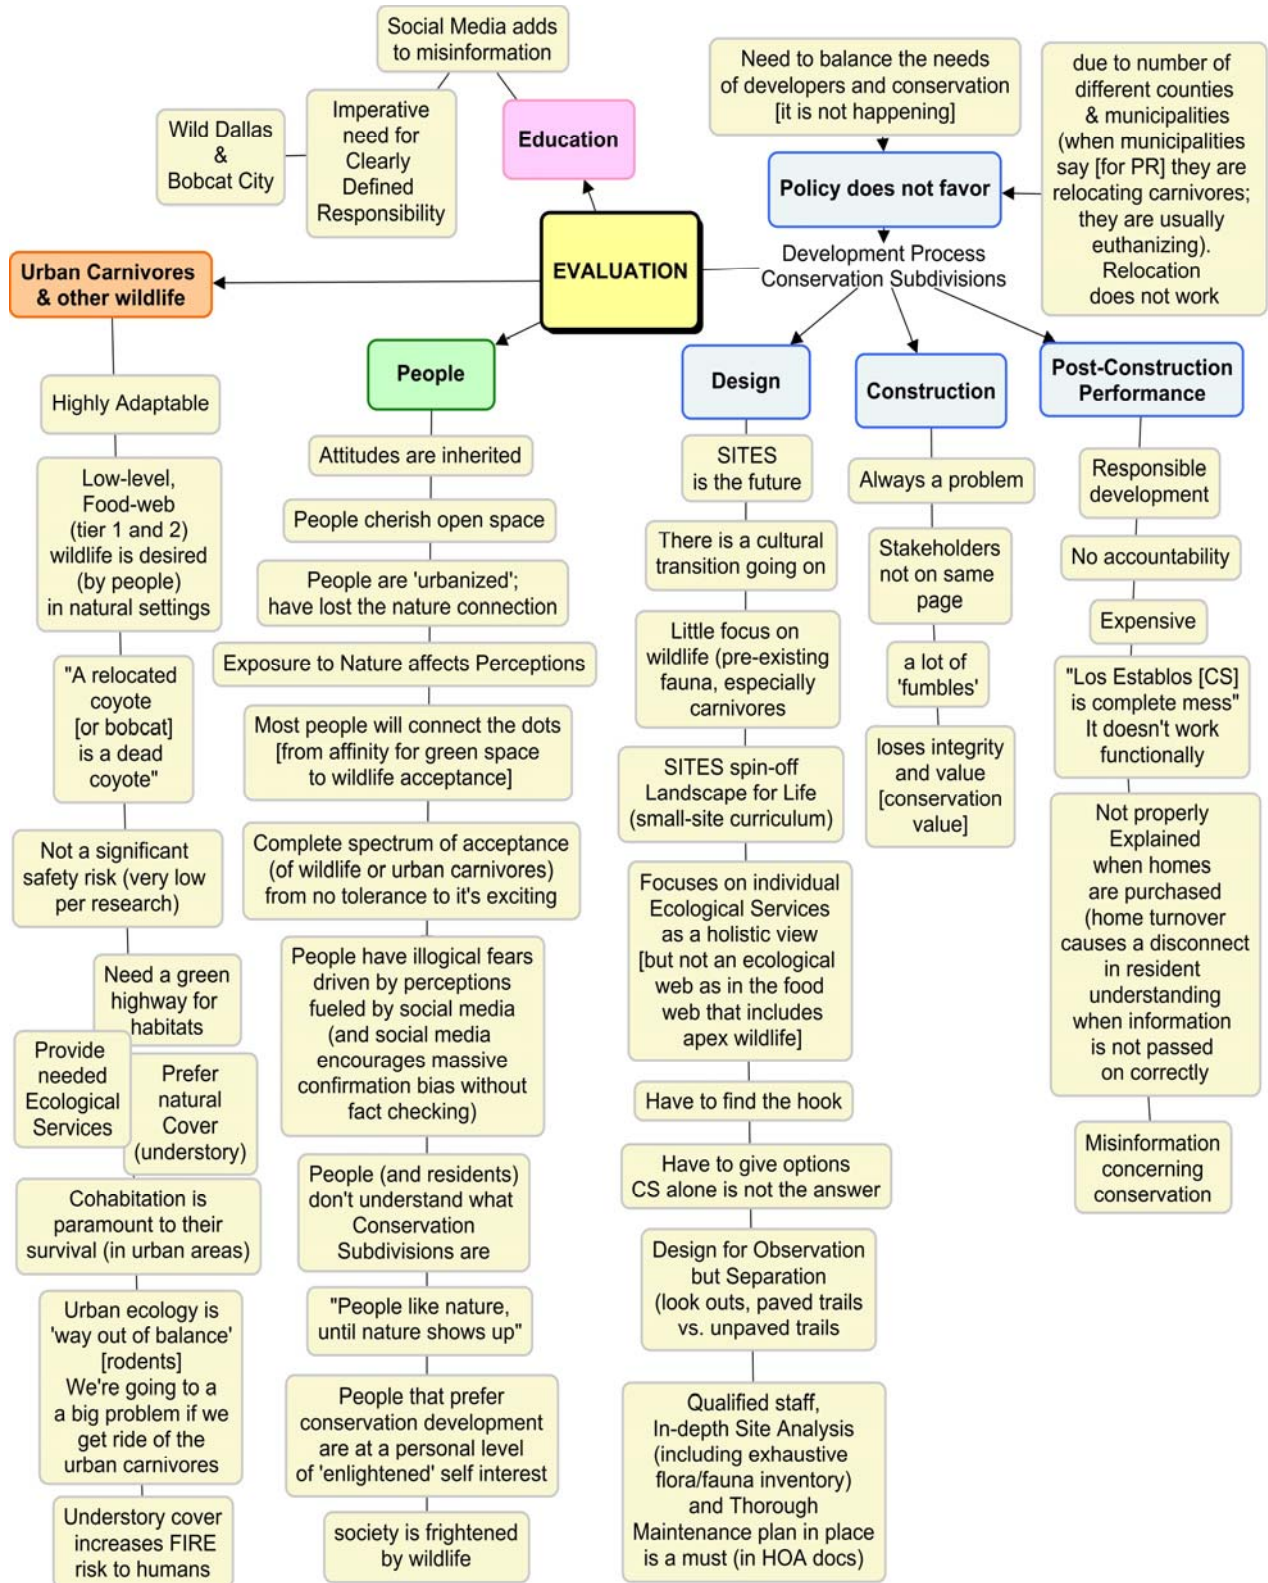 Social Media adds
to misinformation
Need to balance the needs
of developers and conservation
[it is not happening]
due to number of
different counties
& municipalities
(when municipalities
say [for PR] they are
relocating carnivores;
they are usually
euthanizing).
Relocation
does not work
Wild Dallas
&
Bobcat City
Imperative
need for
Clearly
Defined
Responsibility
Education
Policy does not favor
EVALUATION
Development Process
Conservation Subdivisions
Urban Carnivores
& other wildlife
Highly Adaptable
Low-level,
Food-web
(tier 1 and 2)
wildlife is desired
(by people)
in natural settings
"A relocated
coyote
[or bobcat]
is a dead
coyote"
Not a significant
safety risk (very low
per research)
Need a green
highway for
habitats
Provide
needed
Ecological
Services
Prefer
natural
Cover
(understory)
Cohabitation is
paramount to their
survival (in urban areas)
Urban ecology is
'way out of balance'
[rodents]
We're going to a
a big problem if we
get ride of the
urban carnivores
Understory cover
increases FIRE
risk to humans
People
Attitudes are inherited
People cherish open space
People are 'urbanized';
have lost the nature connection
Exposure to Nature affects Perceptions
Most people will connect the dots
[from affinity for green space
to wildlife acceptance]
Complete spectrum of acceptance
(of wildlife or urban carnivores)
from no tolerance to it's exciting
People have illogical fears
driven by perceptions
fueled by social media
(and social media
encourages massive
confirmation bias without
fact checking)
People (and residents)
don't understand what
Conservation
Subdivisions are
"People like nature,
until nature shows up"
People that prefer
conservation development
are at a personal level
of 'enlightened' self interest
society is frightened
by wildlife
Design
SITES
is the future
There is a cultural
transition going on
Little focus on
wildlife (pre-existing
fauna, especially
carnivores
SITES spin-off
Landscape for Life
(small-site curriculum)
Focuses on individual
Ecological Services
as a holistic view
[but not an ecological
web as in the food
web that includes
apex wildlife]
Have to find the hook
Have to give options
CS alone is not the answer
Design for Observation
but Separation
(look outs, paved trails
vs. unpaved trails
Qualified staff,
In-depth Site Analysis
(including exhaustive
flora/fauna inventory)
and Thorough
Maintenance plan in place
is a must (in HOA docs)
Construction
Always a problem
Stakeholders
not on same
page
a lot of
'fumbles'
loses integrity
and value
[conservation
value]
Post-Construction
Performance
Responsible
development
No accountability
Expensive
"Los Establos [CS]
is complete mess"
It doesn't work
functionally
Not properly
Explained
when homes
are purchased
(home turnover
causes a disconnect
in resident
understanding
when information
is not passed
on correctly
Misinformation
concerning
conservation